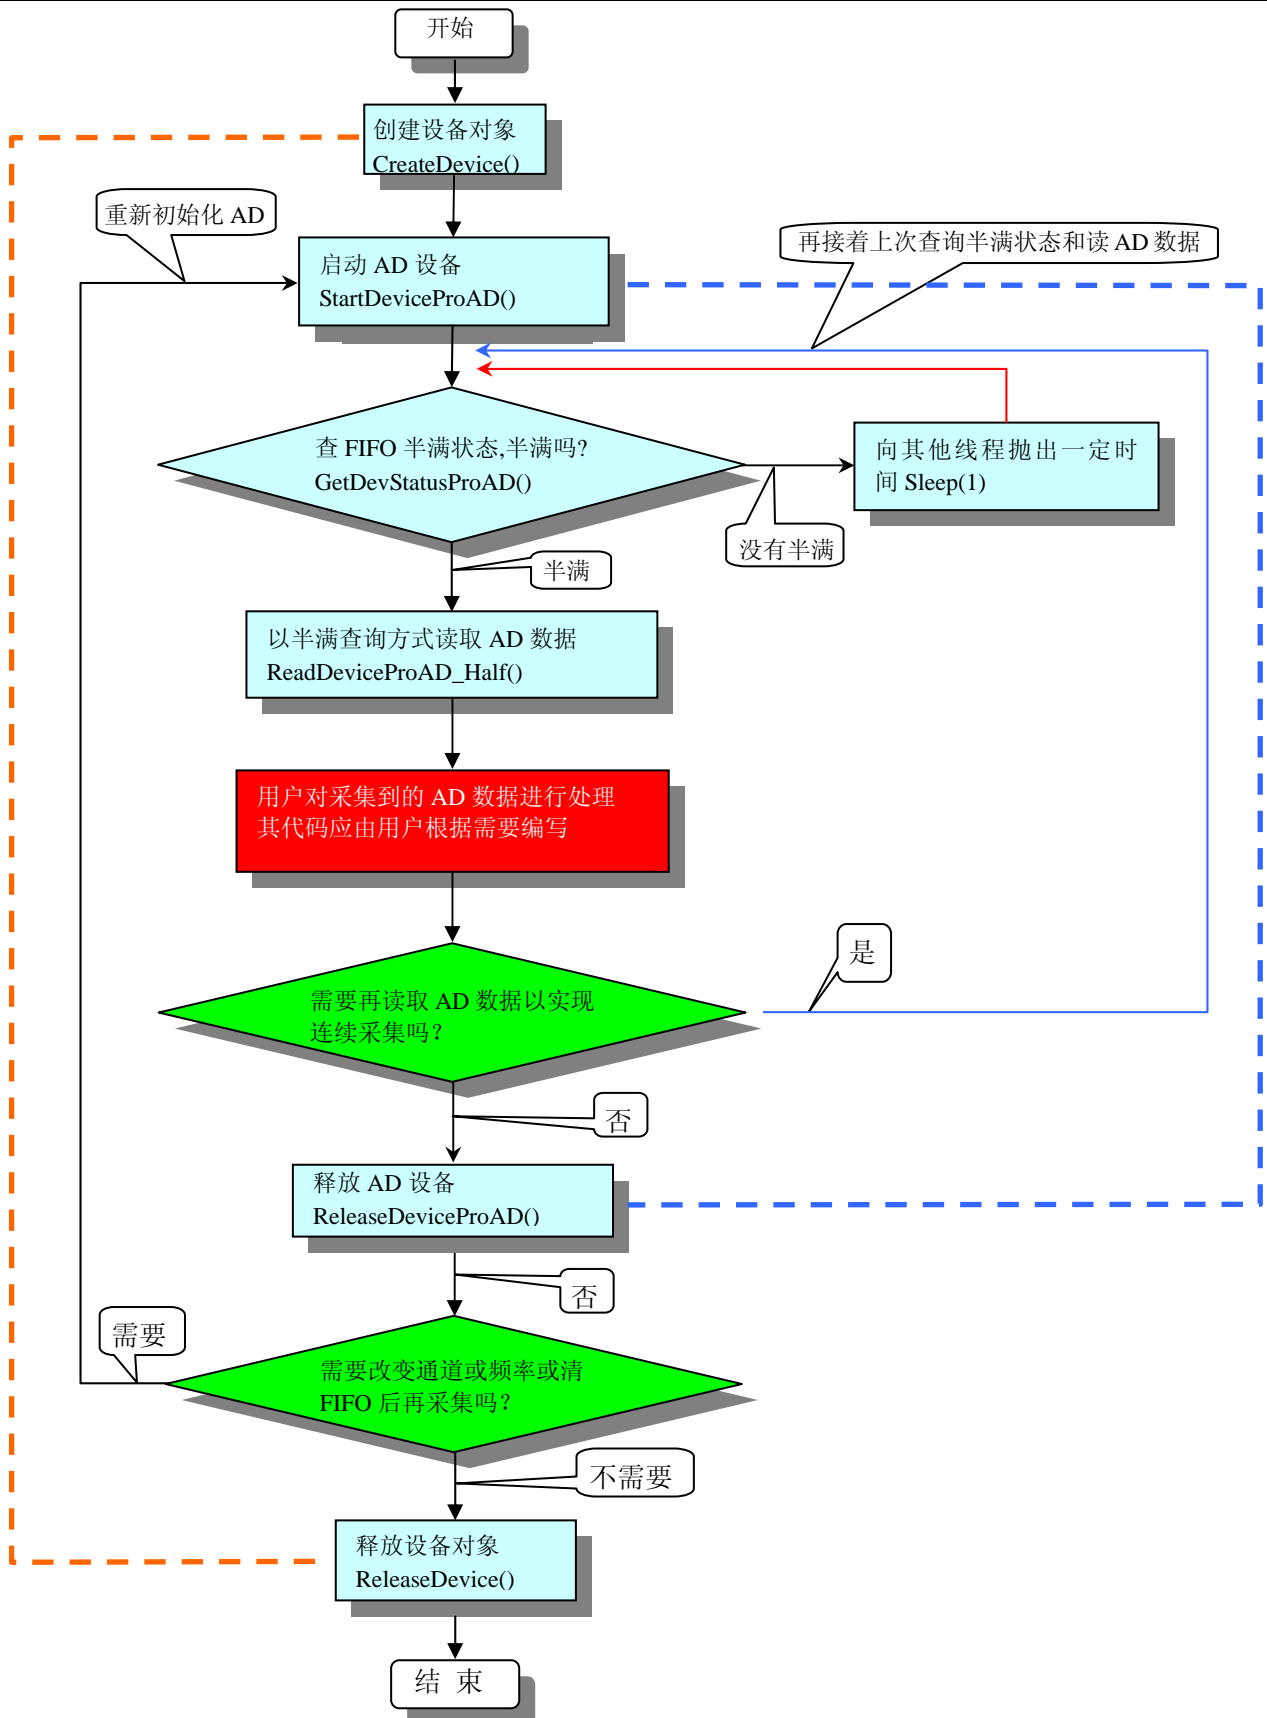 开始
创建设备对象
CreateDevice()
重新初始化 AD
启动 AD 设备
StartDeviceProAD()
再接着上次查询半满状态和读 AD 数据
查 FIFO 半满状态,半满吗?
GetDevStatusProAD()
向其他线程抛出一定时
间 Sleep(1)
没有半满
半满
以半满查询方式读取 AD 数据
ReadDeviceProAD_Half()
用户对采集到的 AD 数据进行处理
其代码应由用户根据需要编写
需要再读取 AD 数据以实现
连续采集吗?
是
否
释放 AD 设备
ReleaseDeviceProAD()
否
需要
需要改变通道或频率或清
FIFO 后再采集吗?
不需要
释放设备对象
ReleaseDevice()
结 束